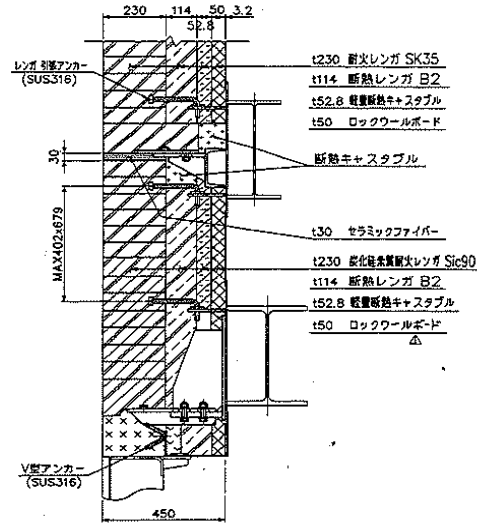 230 114 50 3.2
52.8
t230 耐火レンガ SK35
レンガ 引張アンカー
(SUS316)
t114 断熱レンガ B2
t52.8 軽量断熱キャスタブル
t50 ロックウールボード
断熱キャスタブル
30
t30 セラミックファイバー
MAX402x679
t230 炭化硅素質耐火レンガ Sic90
t114 断熱レンガ B2
t52.8 軽量断熱キャスタブル
t50 ロックウールボード
V型アンカー
(SUS316)
450